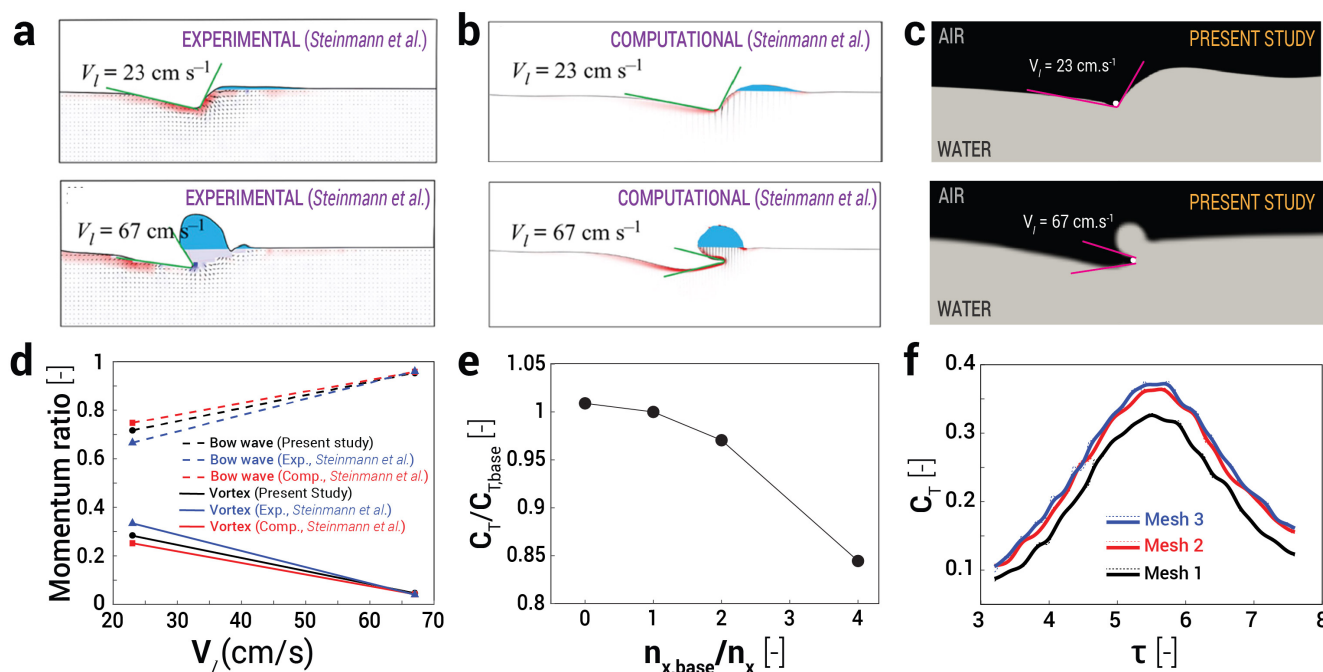 a
EXPERIMENTAL (Steinmann et al.)
V_l = 23 cm s⁻¹
EXPERIMENTAL (Steinmann et al.)
V_l = 67 cm s⁻¹
b
COMPUTATIONAL (Steinmann et al.)
V_l = 23 cm s⁻¹
COMPUTATIONAL (Steinmann et al.)
V_l = 67 cm s⁻¹
c
AIR
PRESENT STUDY
V_l = 23 cm.s⁻¹
WATER
AIR
PRESENT STUDY
V_l = 67 cm.s⁻¹
WATER
d
Momentum ratio [-]
1
0.8
0.6
0.4
0.2
0
Bow wave (Present study)
Bow wave (Exp., Steinmann et al.)
Bow wave (Comp., Steinmann et al.)
Vortex (Present Study)
Vortex (Exp., Steinmann et al.)
Vortex (Comp., Steinmann et al.)
20 30 40 50 60 70
V_l (cm/s)
e
C_T/C_T,base [-]
1.05
1
0.95
0.9
0.85
0.8
0 1 2 3 4
n_x,base/n_x [-]
f
C_T [-]
0.4
0.3
0.2
0.1
Mesh 3
Mesh 2
Mesh 1
3 4 5 6 7 8
τ [-]